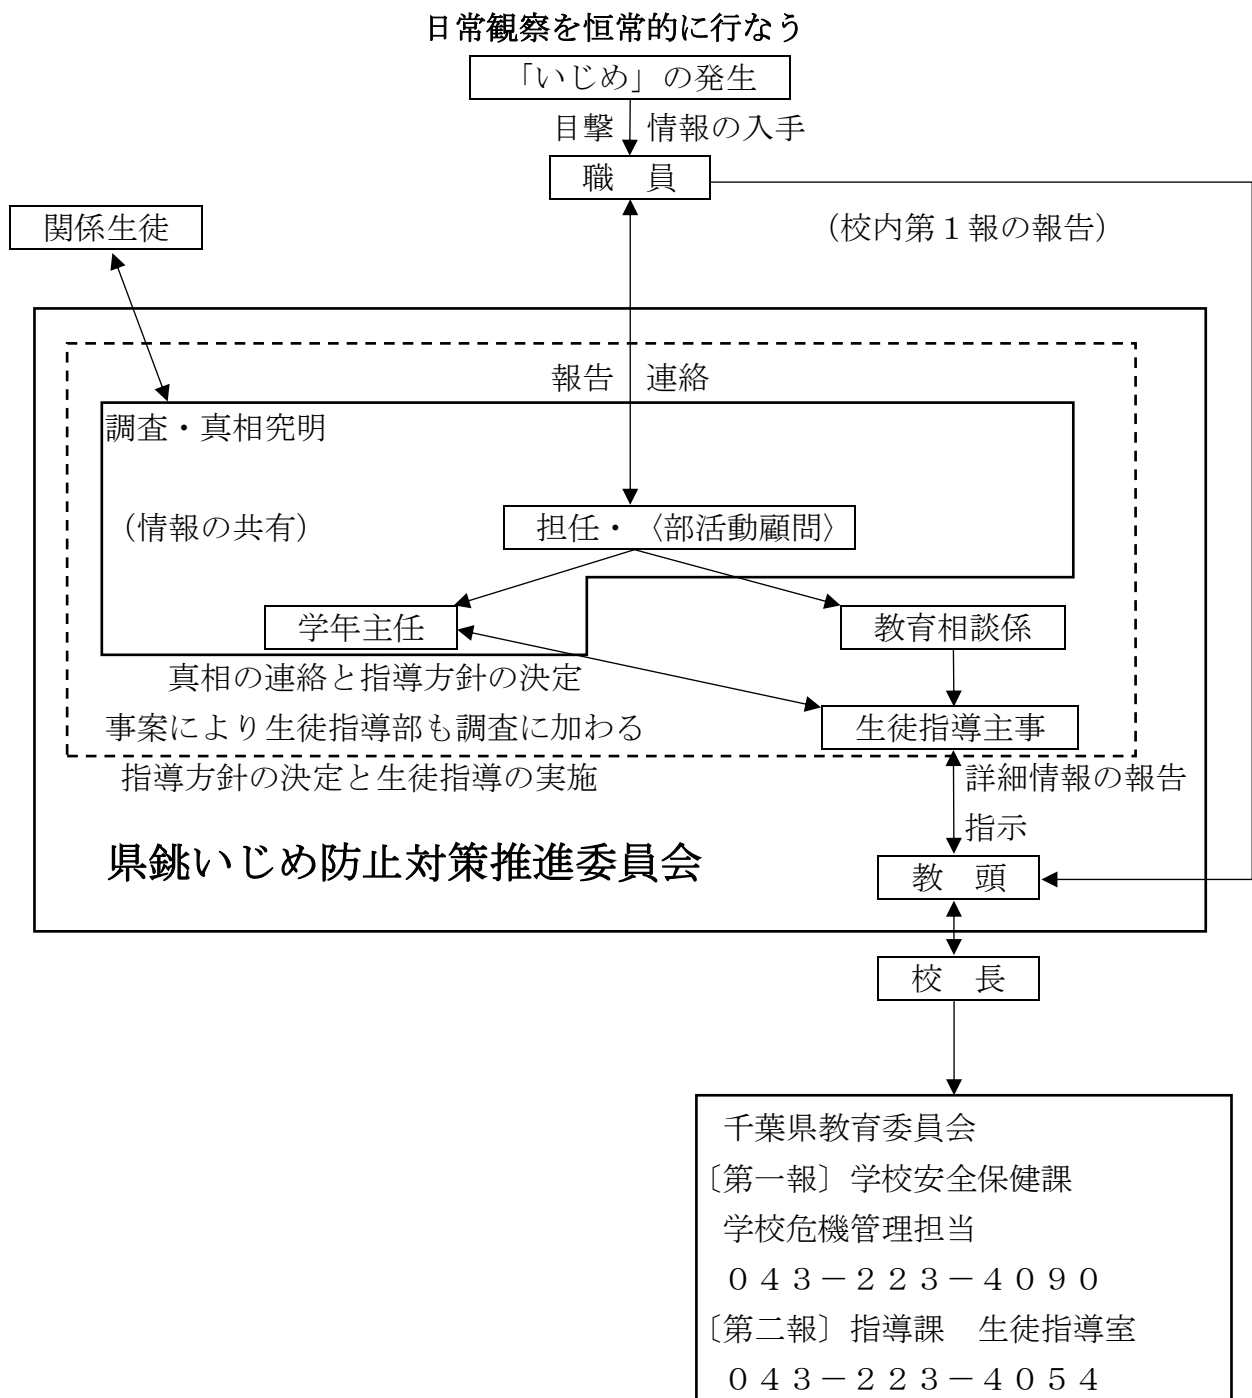 日常観察を恒常的に行なう
「いじめ」の発生
目撃　情報の入手
職　員
関係生徒
（校内第１報の報告）
報告　連絡
調査・真相究明
（情報の共有）
担任・〈部活動顧問〉
学年主任
教育相談係
真相の連絡と指導方針の決定
事案により生徒指導部も調査に加わる
生徒指導主事
指導方針の決定と生徒指導の実施
詳細情報の報告
指示
県銚いじめ防止対策推進委員会
教　頭
校　長
千葉県教育委員会
〔第一報〕学校安全保健課
学校危機管理担当
０４３－２２３－４０９０
〔第二報〕指導課　生徒指導室
０４３－２２３－４０５４